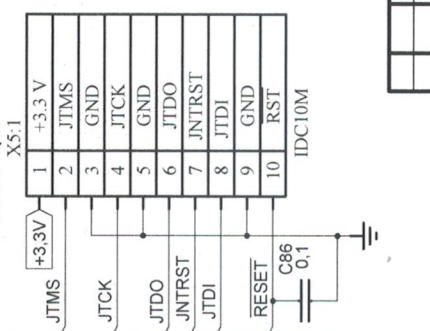 X5:1
1 +3.3 V
2 JTMS
3 GND
4 JTCK
5 GND
6 JTDO
7 JNTRST
8 JTDI
9 GND
10 RST
IDC10M
+3,3V
JTMS
JTCK
JTDO
JNTRST
JTDI
RESET
C86
0,1